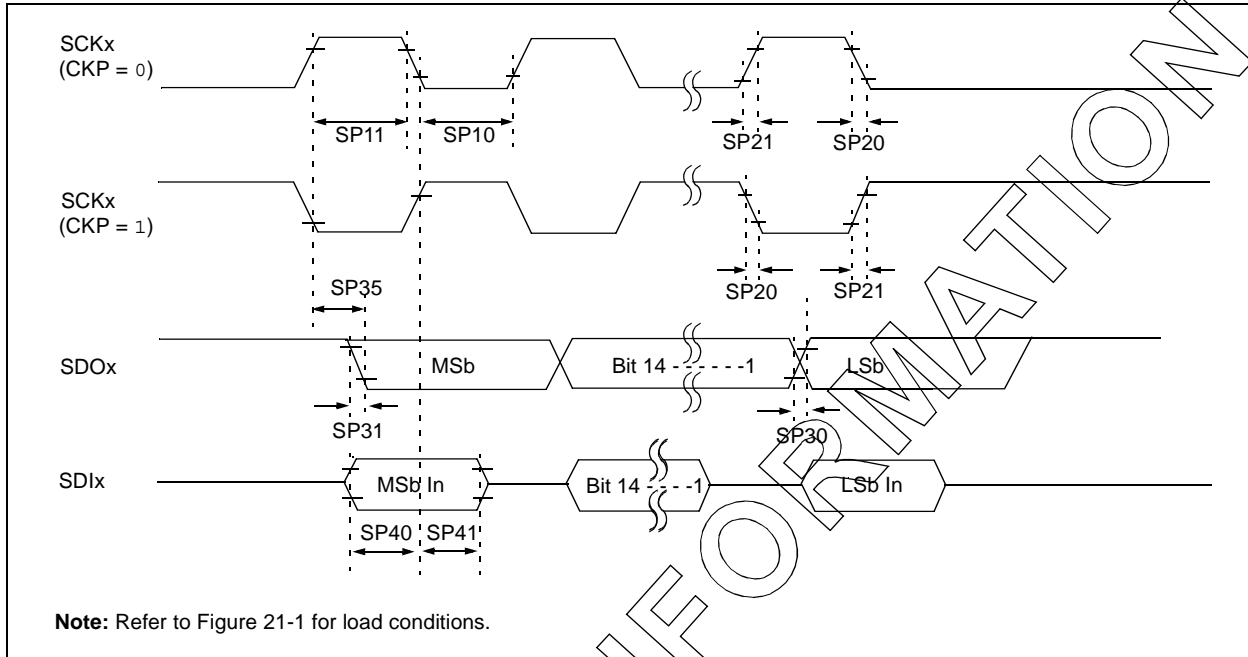 SCKx
(CKP = 0)
SP11 SP10 SP21 SP20
SCKx
(CKP = 1)
SP35 SP20 SP21
SDOx MSb Bit 14 - - - - - -1 LSb
SP31 SP30
SDIx MSb In Bit 14 - - - -1 LSb In
SP40 SP41
Note: Refer to Figure 21-1 for load conditions.
NFORMATION